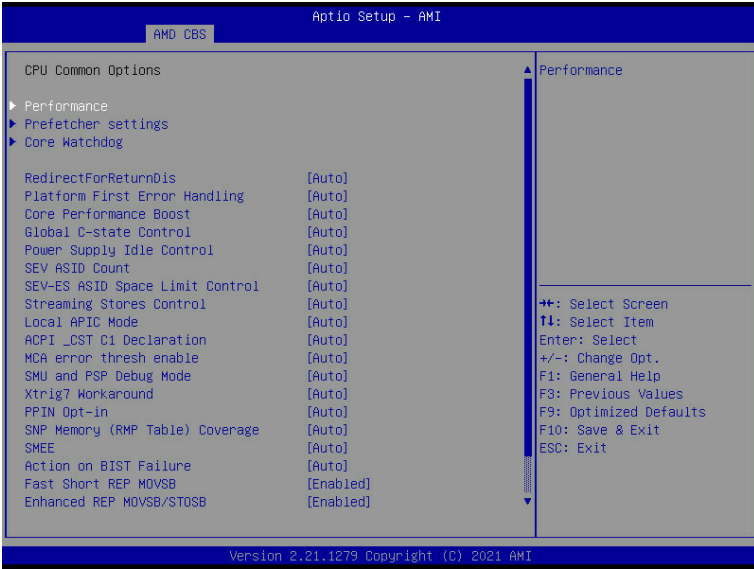 Aptio Setup - AMI
AMD CBS
CPU Common Options
Performance
Prefetcher settings
Core Watchdog
RedirectForReturnDis [Auto]
Platform First Error Handling [Auto]
Core Performance Boost [Auto]
Global C-state Control [Auto]
Power Supply Idle Control [Auto]
SEV ASID Count [Auto]
SEV-ES ASID Space Limit Control [Auto]
Streaming Stores Control [Auto]
Local APIC Mode [Auto]
ACPI _CST C1 Declaration [Auto]
MCA error thresh enable [Auto]
SMU and PSP Debug Mode [Auto]
Xtrig7 Workaround [Auto]
PPIN Opt-in [Auto]
SNP Memory (RMP Table) Coverage [Auto]
SMEE [Auto]
Action on BIST Failure [Auto]
Fast Short REP MOVSB [Enabled]
Enhanced REP MOVSB/STOSB [Enabled]
Performance
→←: Select Screen
↑↓: Select Item
Enter: Select
+/-: Change Opt.
F1: General Help
F3: Previous Values
F9: Optimized Defaults
F10: Save & Exit
ESC: Exit
Version 2.21.1279 Copyright (C) 2021 AMI